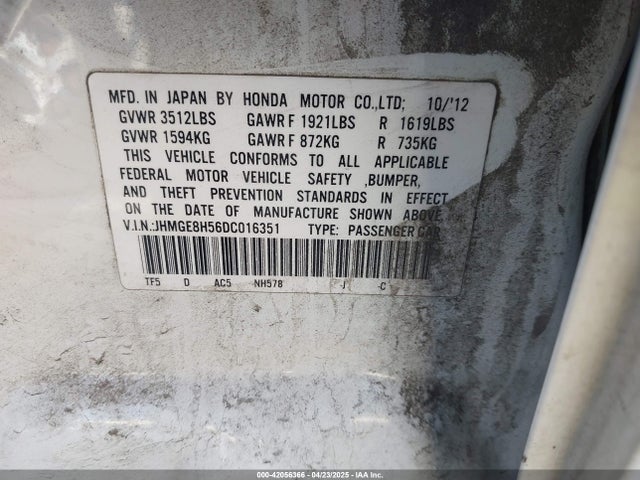 MFD. IN JAPAN BY HONDA MOTOR CO.,LTD; 10/'12
GVWR 3512LBS GAWR F 1921LBS R 1619LBS
GVWR 1594KG GAWR F 872KG R 735KG
THIS VEHICLE CONFORMS TO ALL APPLICABLE
FEDERAL MOTOR VEHICLE SAFETY ,BUMPER,
AND THEFT PREVENTION STANDARDS IN EFFECT
ON THE DATE OF MANUFACTURE SHOWN ABOVE.
V.I.N.:JHMGE8H56DC016351 TYPE: PASSENGER CAR
TF5 D AC5 NH578 J C
000-42056366 - 04/23/2025 - IAA Inc.